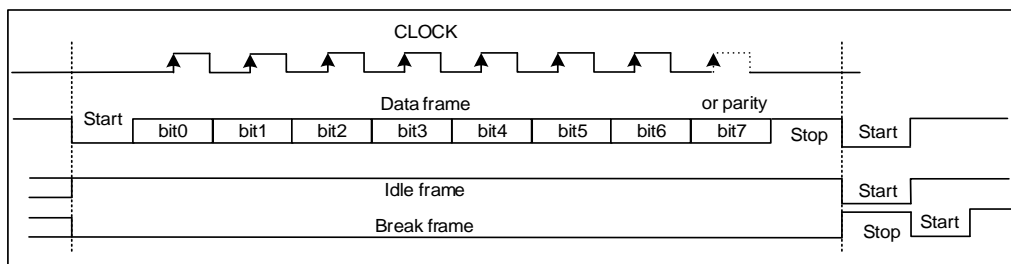 CLOCK
Data frame
or parity
Start bit0 bit1 bit2 bit3 bit4 bit5 bit6 bit7 Stop Start
Idle frame Start
Break frame Stop Start